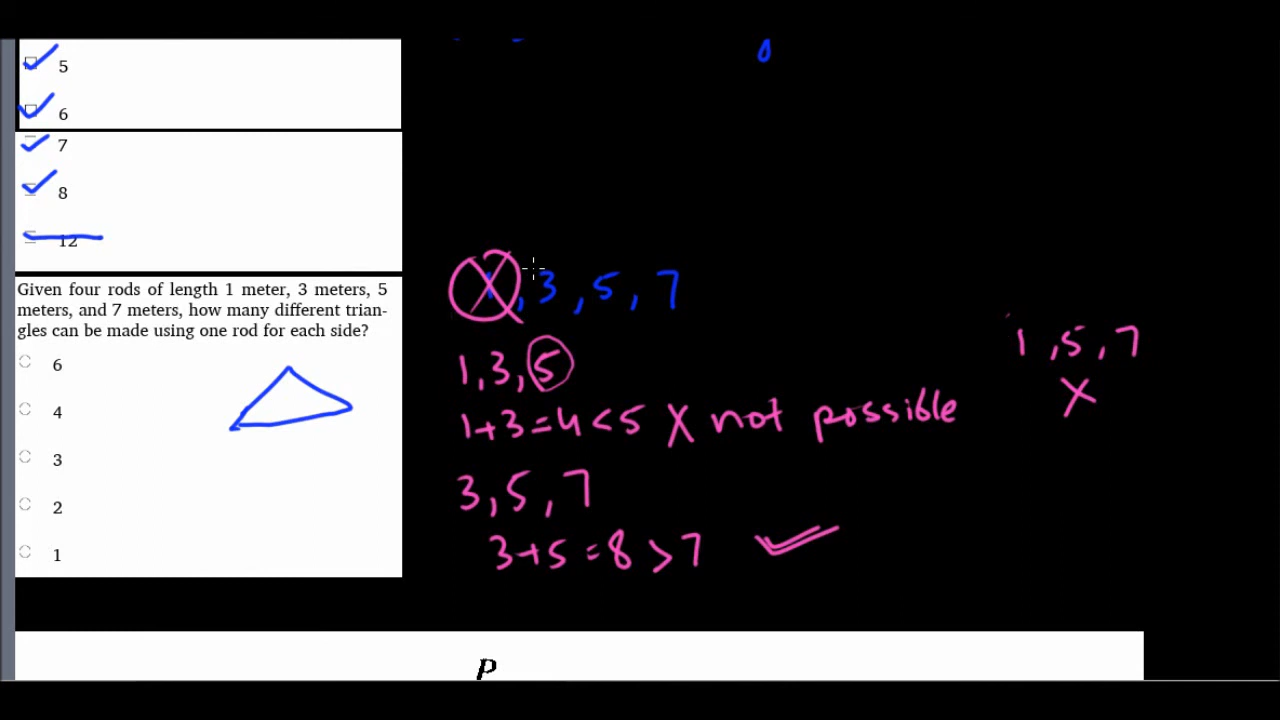 5
6
7
8
12
Given four rods of length 1 meter, 3 meters, 5
meters, and 7 meters, how many different trian-
gles can be made using one rod for each side?
6
4
3
2
1
1, 3, 5, 7
1, 3, 5
1+3=4<5 X not possible
3, 5, 7
3+5=8>7
1, 5, 7
X
p